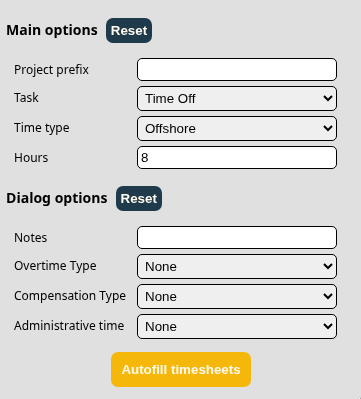 Main options Reset
Project prefix
Task Time Off
Time type Offshore
Hours 8
Dialog options Reset
Notes
Overtime Type None
Compensation Type None
Administrative time None
Autofill timesheets